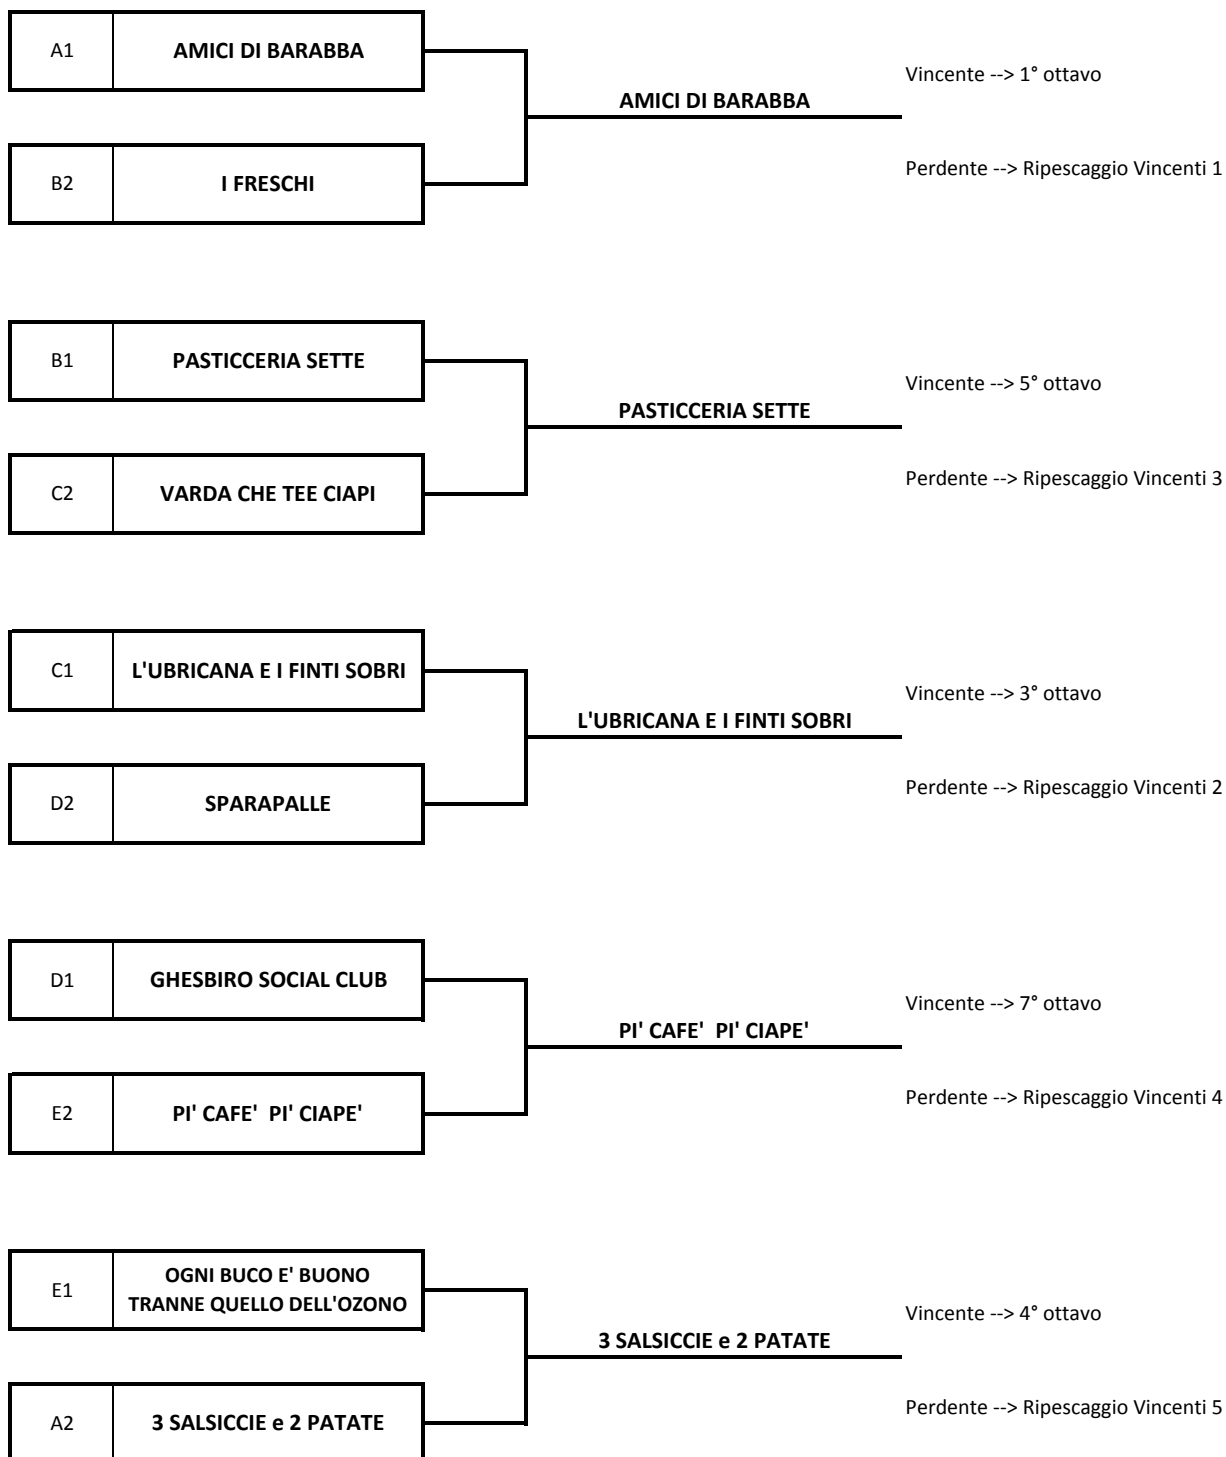 A1 AMICI DI BARABBA
Vincente --> 1° ottavo
AMICI DI BARABBA
B2 I FRESCHI
Perdente --> Ripescaggio Vincenti 1
B1 PASTICCERIA SETTE
Vincente --> 5° ottavo
PASTICCERIA SETTE
C2 VARDA CHE TEE CIAPI
Perdente --> Ripescaggio Vincenti 3
C1 L'UBRICANA E I FINTI SOBRI
Vincente --> 3° ottavo
L'UBRICANA E I FINTI SOBRI
D2 SPARAPALLE
Perdente --> Ripescaggio Vincenti 2
D1 GHESBIRO SOCIAL CLUB
Vincente --> 7° ottavo
PI' CAFE' PI' CIAPE'
E2 PI' CAFE' PI' CIAPE'
Perdente --> Ripescaggio Vincenti 4
E1 OGNI BUCO E' BUONO
TRANNE QUELLO DELL'OZONO
Vincente --> 4° ottavo
3 SALSICCIE e 2 PATATE
A2 3 SALSICCIE e 2 PATATE
Perdente --> Ripescaggio Vincenti 5